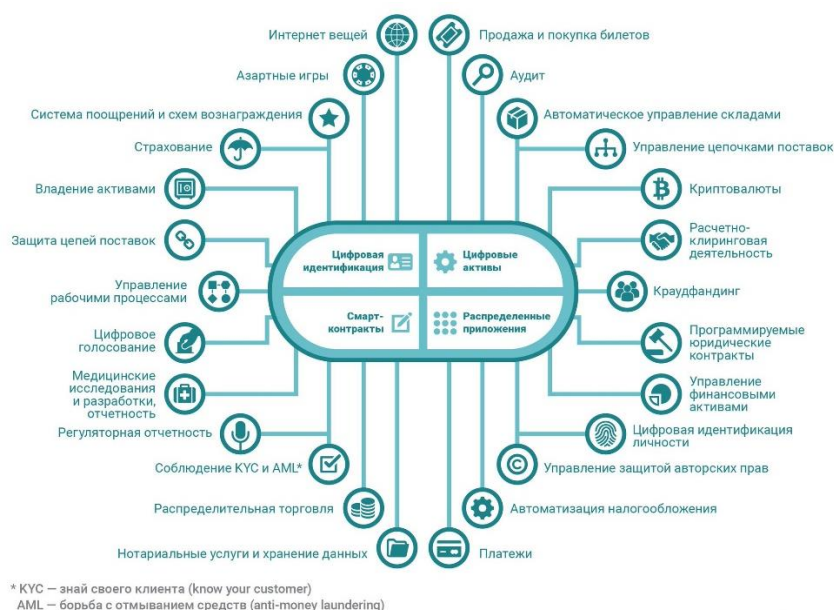 Интернет вещей
Продажа и покупка билетов
Азартные игры
Аудит
Система поощрений и схем вознаграждения
Автоматическое управление складами
Страхование
Управление цепочками поставок
Владение активами
Криптовалюты
Защита цепей поставок
Расчетно-
клиринговая
деятельность
Цифровая
идентификация
Цифровые
активы
Управление
рабочими процессами
Краудфандинг
Смарт-
контракты
Распределенные
приложения
Цифровое
голосование
Программируемые
юридические
контракты
Медицинские
исследования
и разработки,
отчетность
Управление
финансовыми
активами
Регуляторная отчетность
Цифровая идентификация
личности
Соблюдение KYC и AML*
Управление защитой авторских прав
Распределительная торговля
Автоматизация налогообложения
Нотариальные услуги и хранение данных
Платежи
* KYC — знай своего клиента (know your customer)
AML — борьба с отмыванием средств (anti-money laundering)